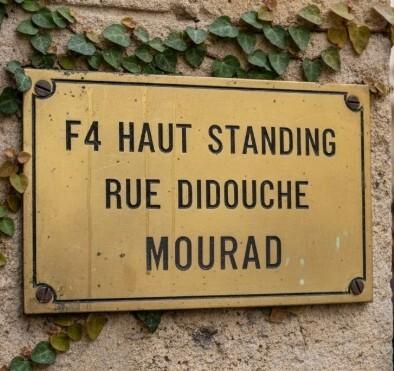 F4 HAUT STANDING
RUE DIDOUCHE
MOURAD